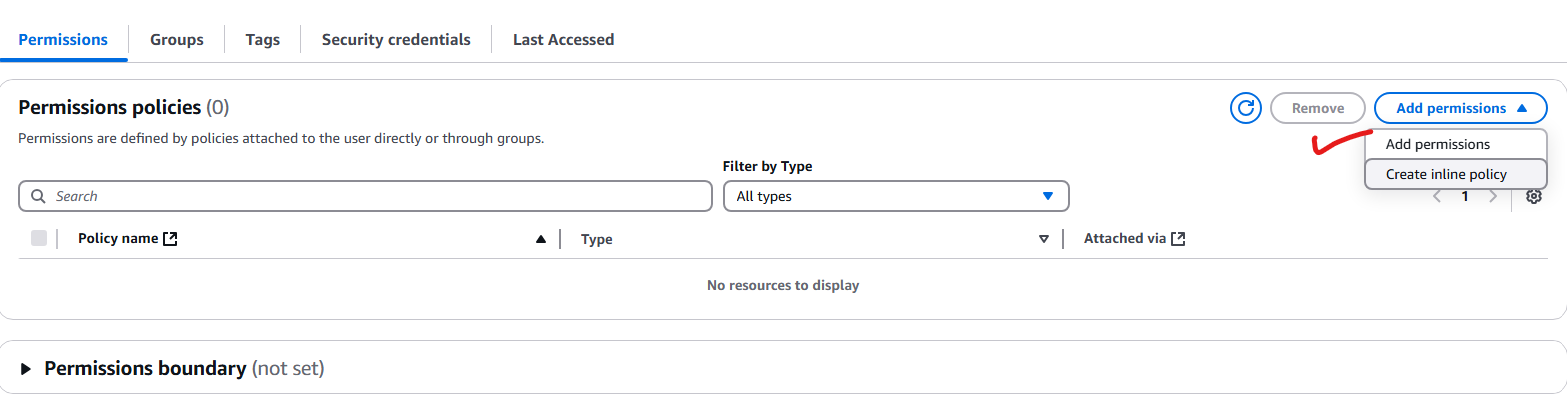 Permissions Groups Tags Security credentials Last Accessed
Permissions policies (0) Remove Add permissions
Permissions are defined by policies attached to the user directly or through groups.
Add permissions
Filter by Type
Create inline policy
Search All types 1
Policy name Type Attached via
No resources to display
Permissions boundary (not set)